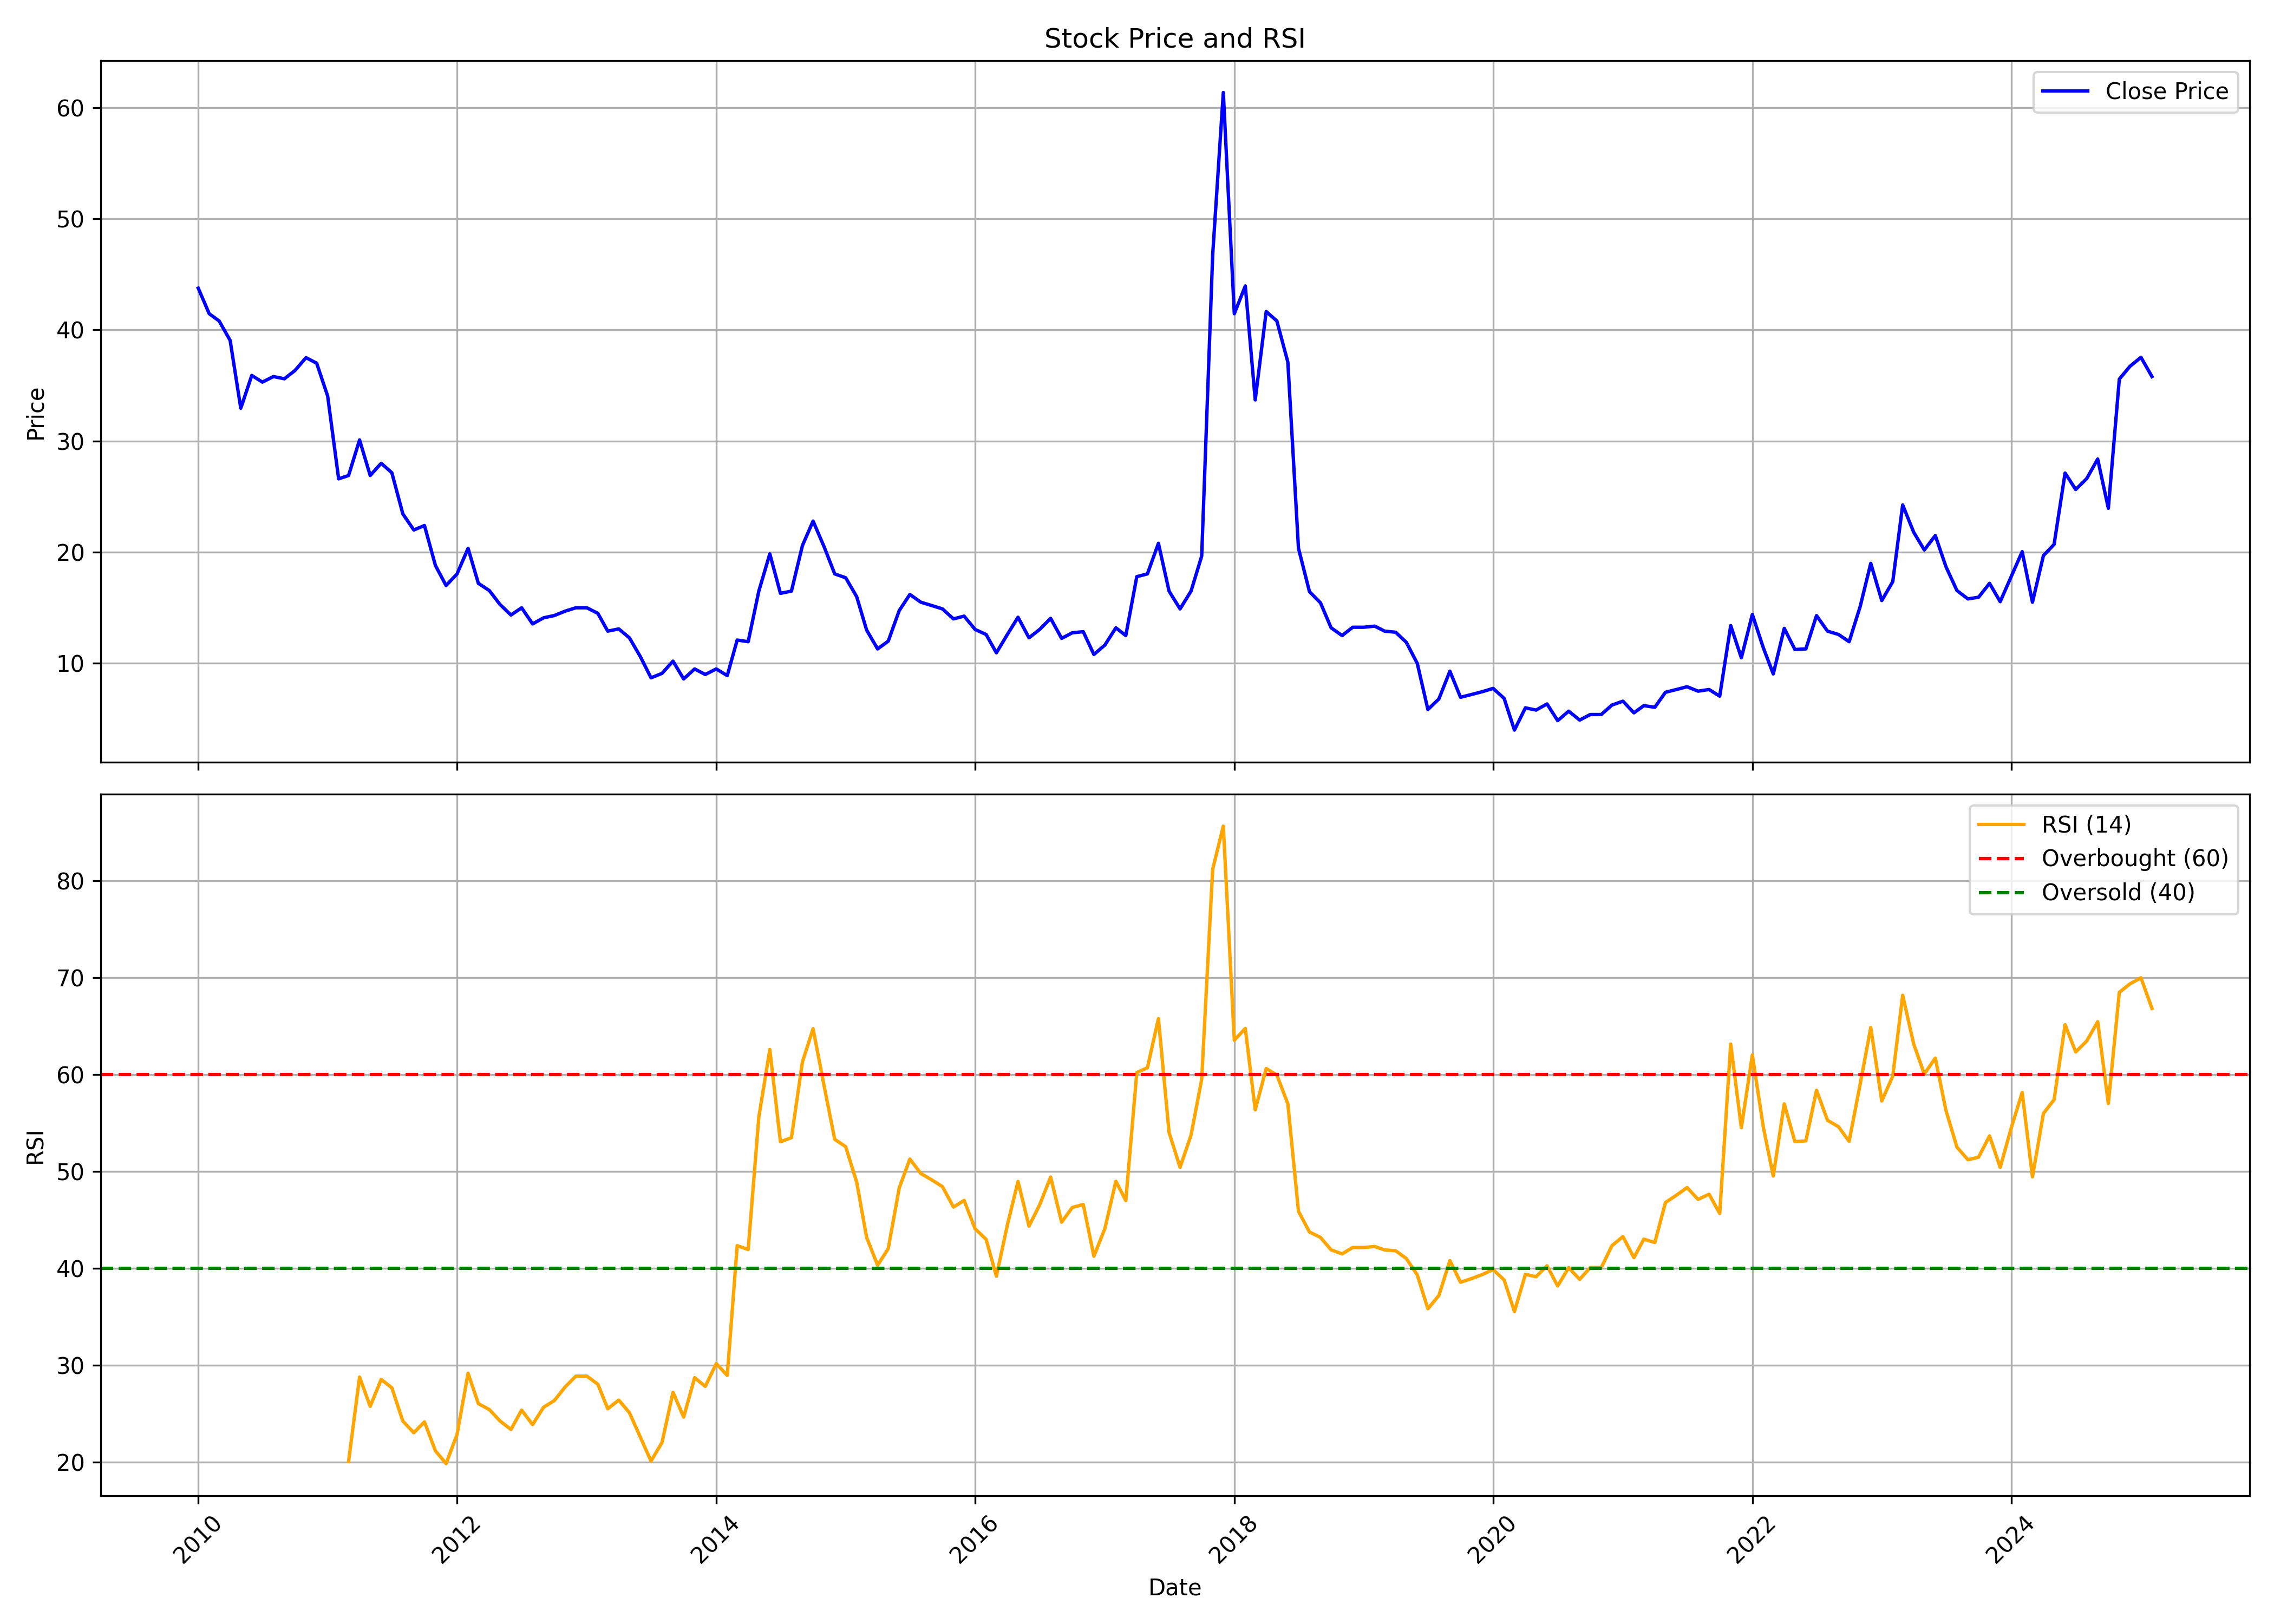 Stock Price and RSI
Close Price
Price
60
50
40
30
20
10
RSI (14)
Overbought (60)
Oversold (40)
RSI
80
70
60
50
40
30
20
2010
2012
2014
2016
2018
2020
2022
2024
Date